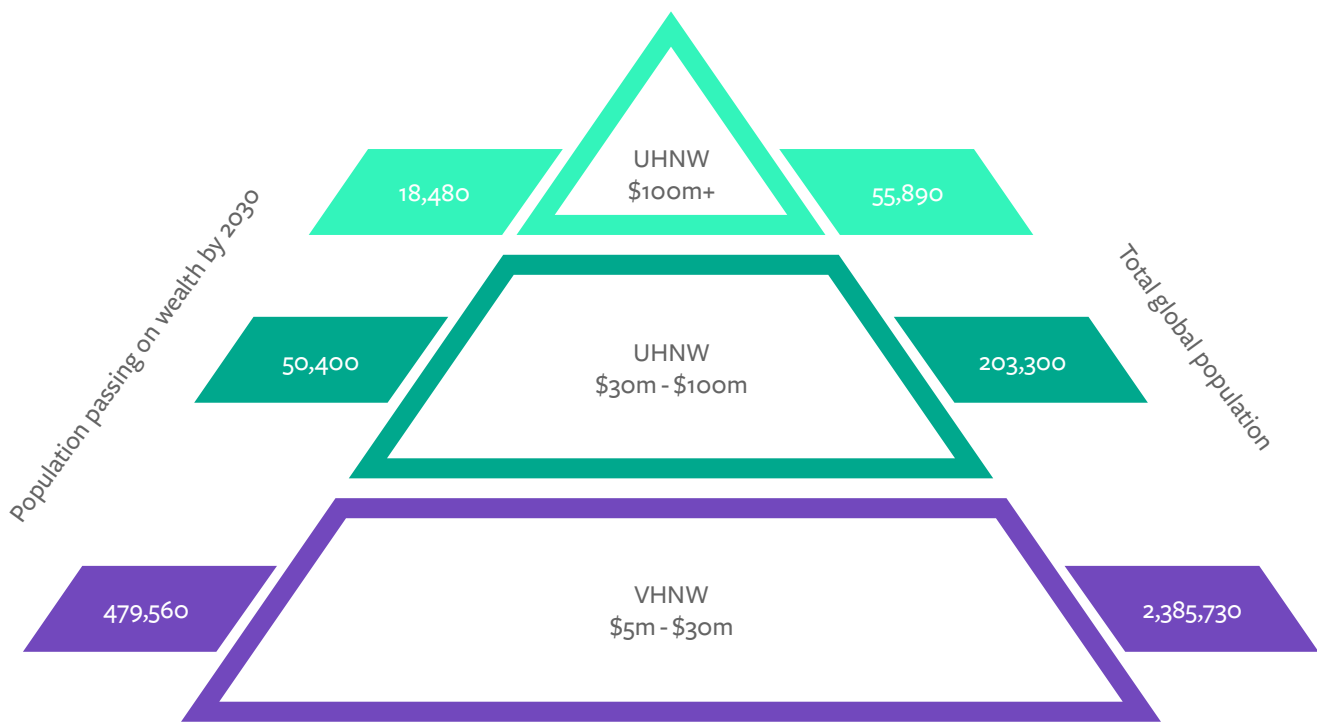 UHNW
$100m+
18,480
55,890
Population passing on wealth by 2030
Total global population
UHNW
$30m - $100m
50,400
203,300
VHNW
$5m - $30m
479,560
2,385,730